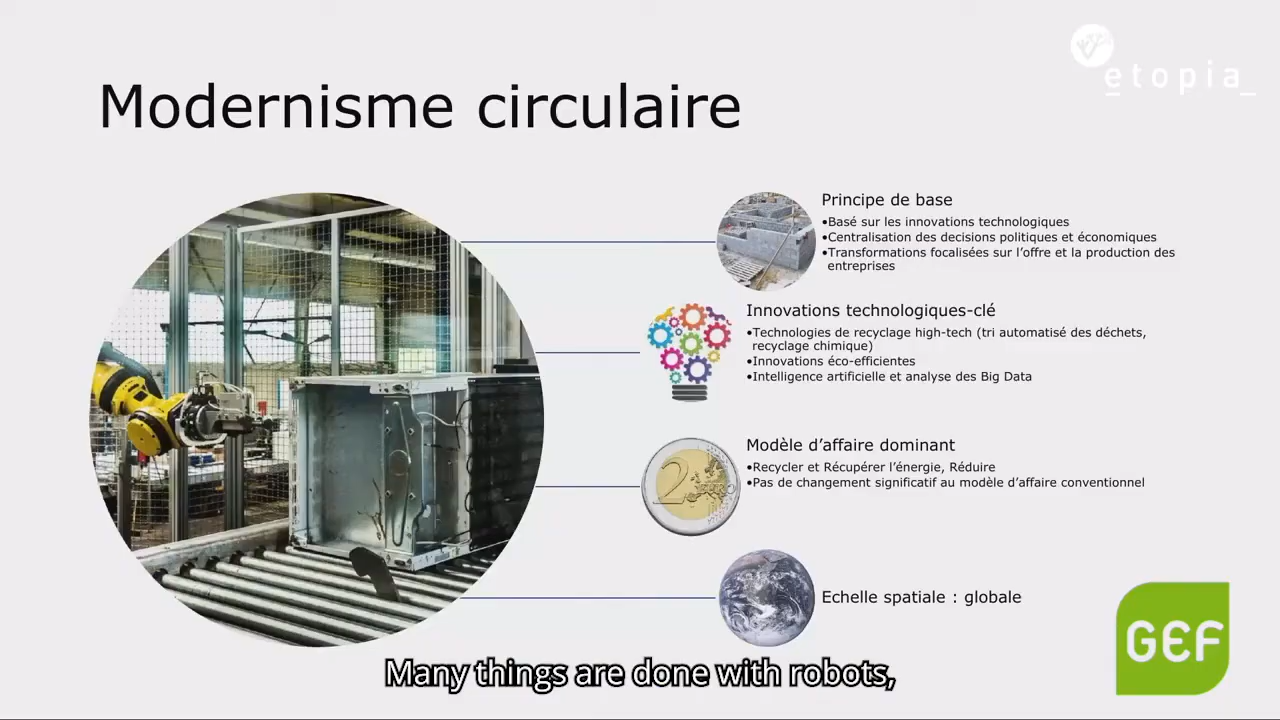 etopia_
Modernisme circulaire
Principe de base
•Basé sur les innovations technologiques
•Centralisation des decisions politiques et économiques
•Transformations focalisées sur l’offre et la production des
entreprises
Innovations technologiques-clé
•Technologies de recyclage high-tech (tri automatisé des déchets,
recyclage chimique)
•Innovations éco-efficientes
•Intelligence artificielle et analyse des Big Data
Modèle d’affaire dominant
•Recycler et Récupérer l’énergie, Réduire
•Pas de changement significatif au modèle d’affaire conventionnel
2 EURO
Echelle spatiale : globale
GEF
Many things are done with robots,